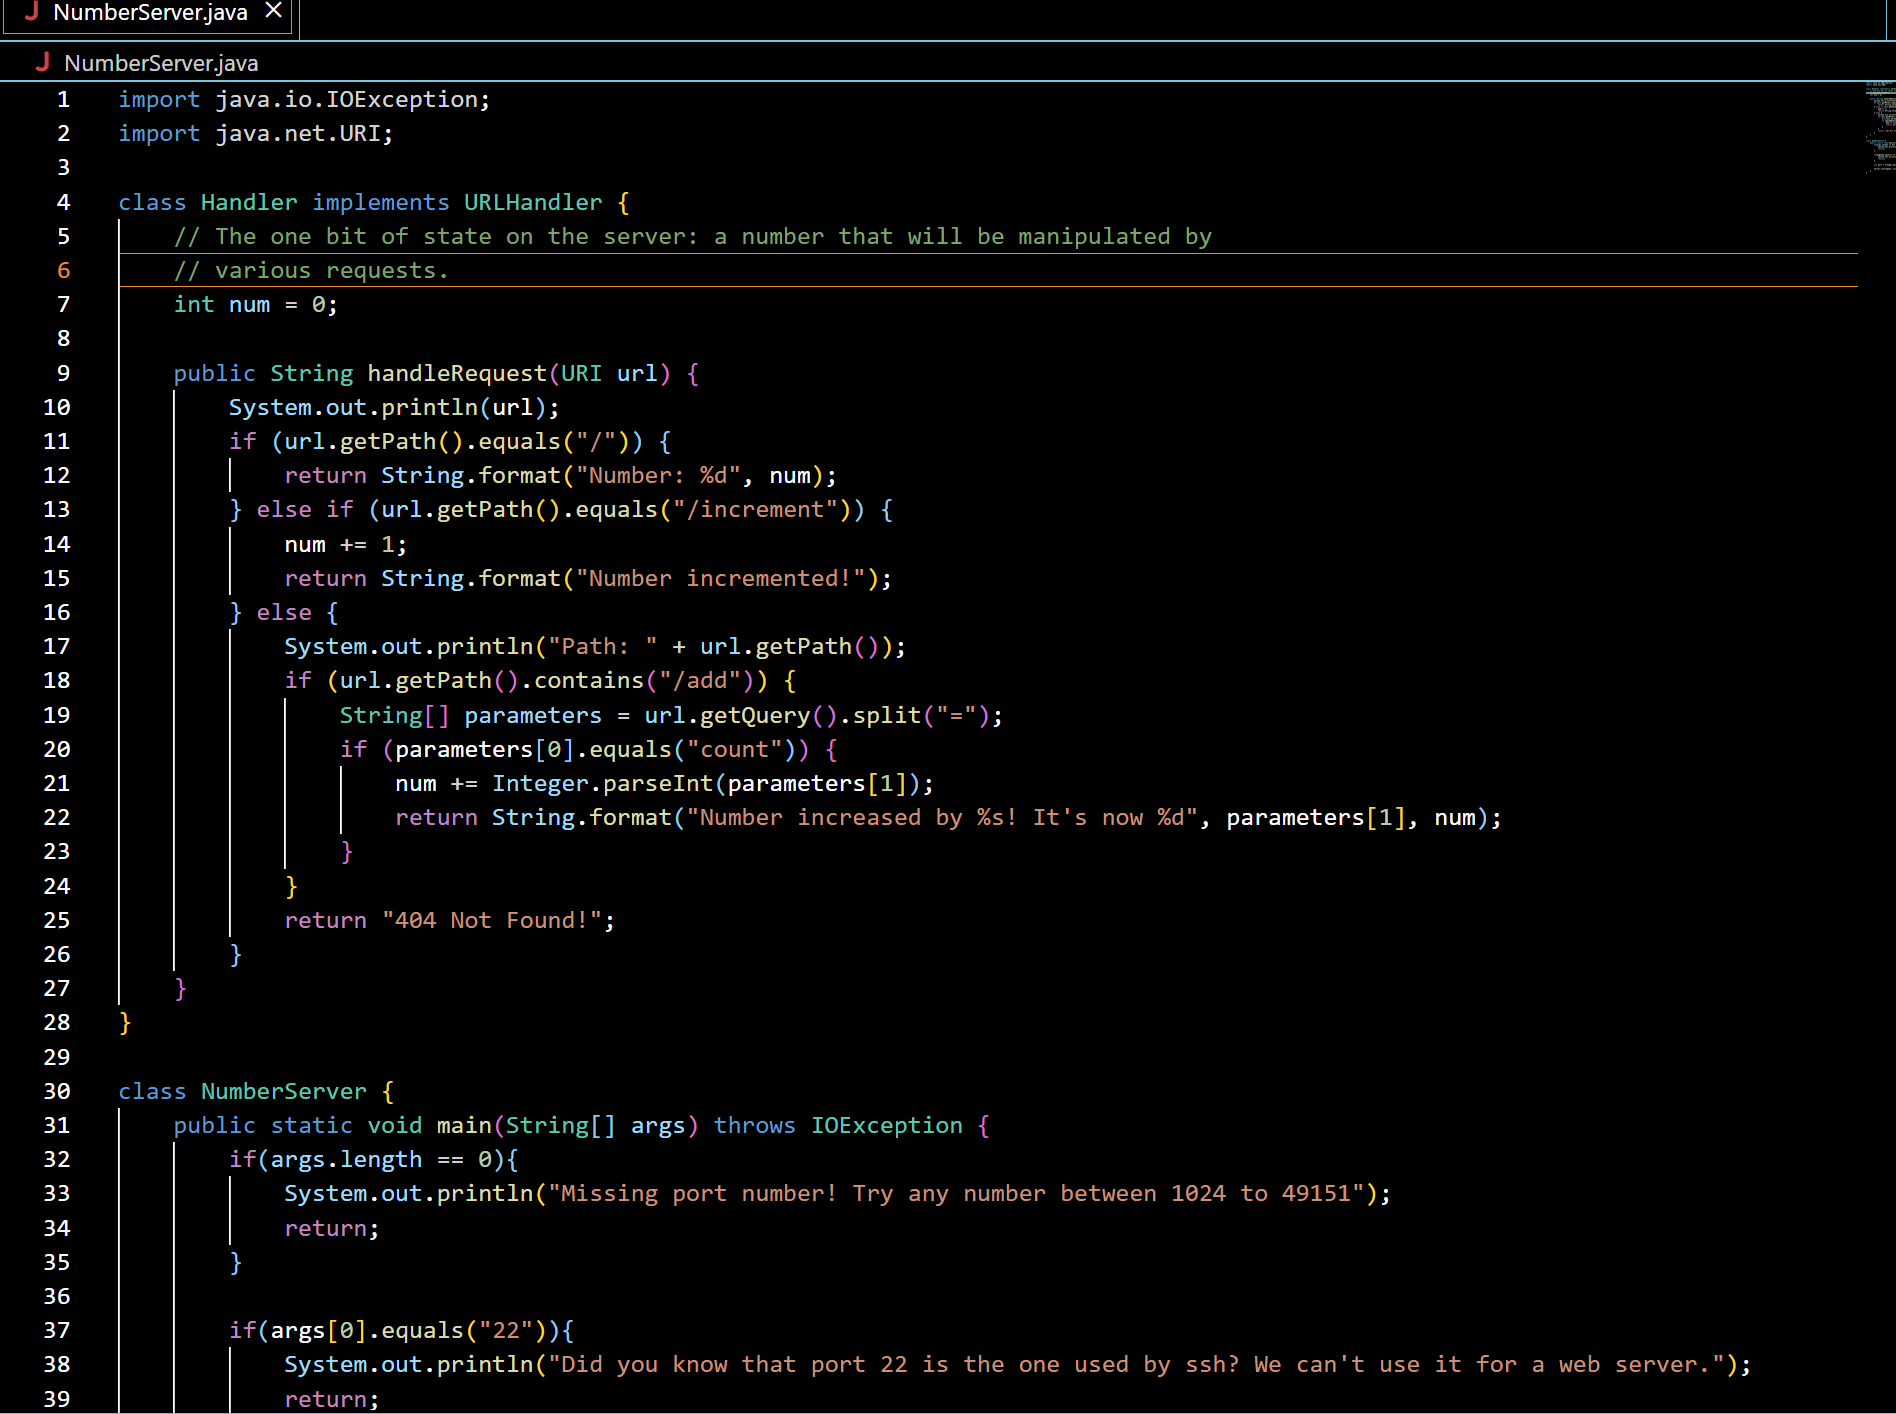 NumberServer.java
NumberServer.java
1 import java.io.IOException;
2 import java.net.URI;
3
4 class Handler implements URLHandler {
5     // The one bit of state on the server: a number that will be manipulated by
6     // various requests.
7     int num = 0;
8
9     public String handleRequest(URI url) {
10         System.out.println(url);
11         if (url.getPath().equals("/")) {
12             return String.format("Number: %d", num);
13         } else if (url.getPath().equals("/increment")) {
14             num += 1;
15             return String.format("Number incremented!");
16         } else {
17             System.out.println("Path: " + url.getPath());
18             if (url.getPath().contains("/add")) {
19                 String[] parameters = url.getQuery().split("=");
20                 if (parameters[0].equals("count")) {
21                     num += Integer.parseInt(parameters[1]);
22                     return String.format("Number increased by %s! It's now %d", parameters[1], num);
23                 }
24             }
25             return "404 Not Found!";
26         }
27     }
28 }
29
30 class NumberServer {
31     public static void main(String[] args) throws IOException {
32         if(args.length == 0){
33             System.out.println("Missing port number! Try any number between 1024 to 49151");
34             return;
35         }
36
37         if(args[0].equals("22")){
38             System.out.println("Did you know that port 22 is the one used by ssh? We can't use it for a web server.");
39             return;